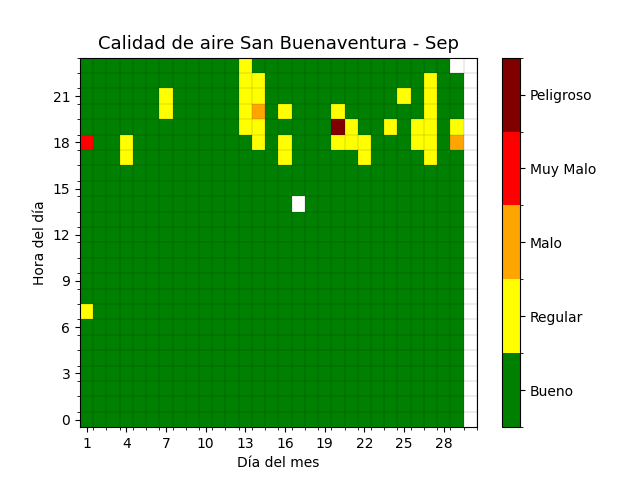 Calidad de aire San Buenaventura - Sep
Hora del día
21
18
15
12
9
6
3
0
1 4 7 10 13 16 19 22 25 28
Día del mes
Peligroso
Muy Malo
Malo
Regular
Bueno